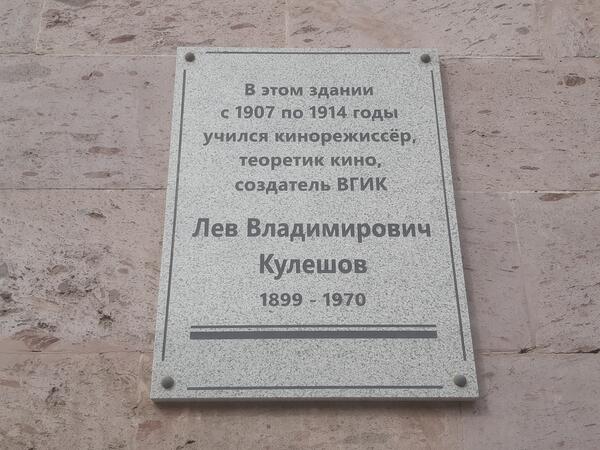 В этом здании
с 1907 по 1914 годы
учился кинорежиссёр,
теоретик кино,
создатель ВГИК
Лев Владимирович
Кулешов
1899 - 1970